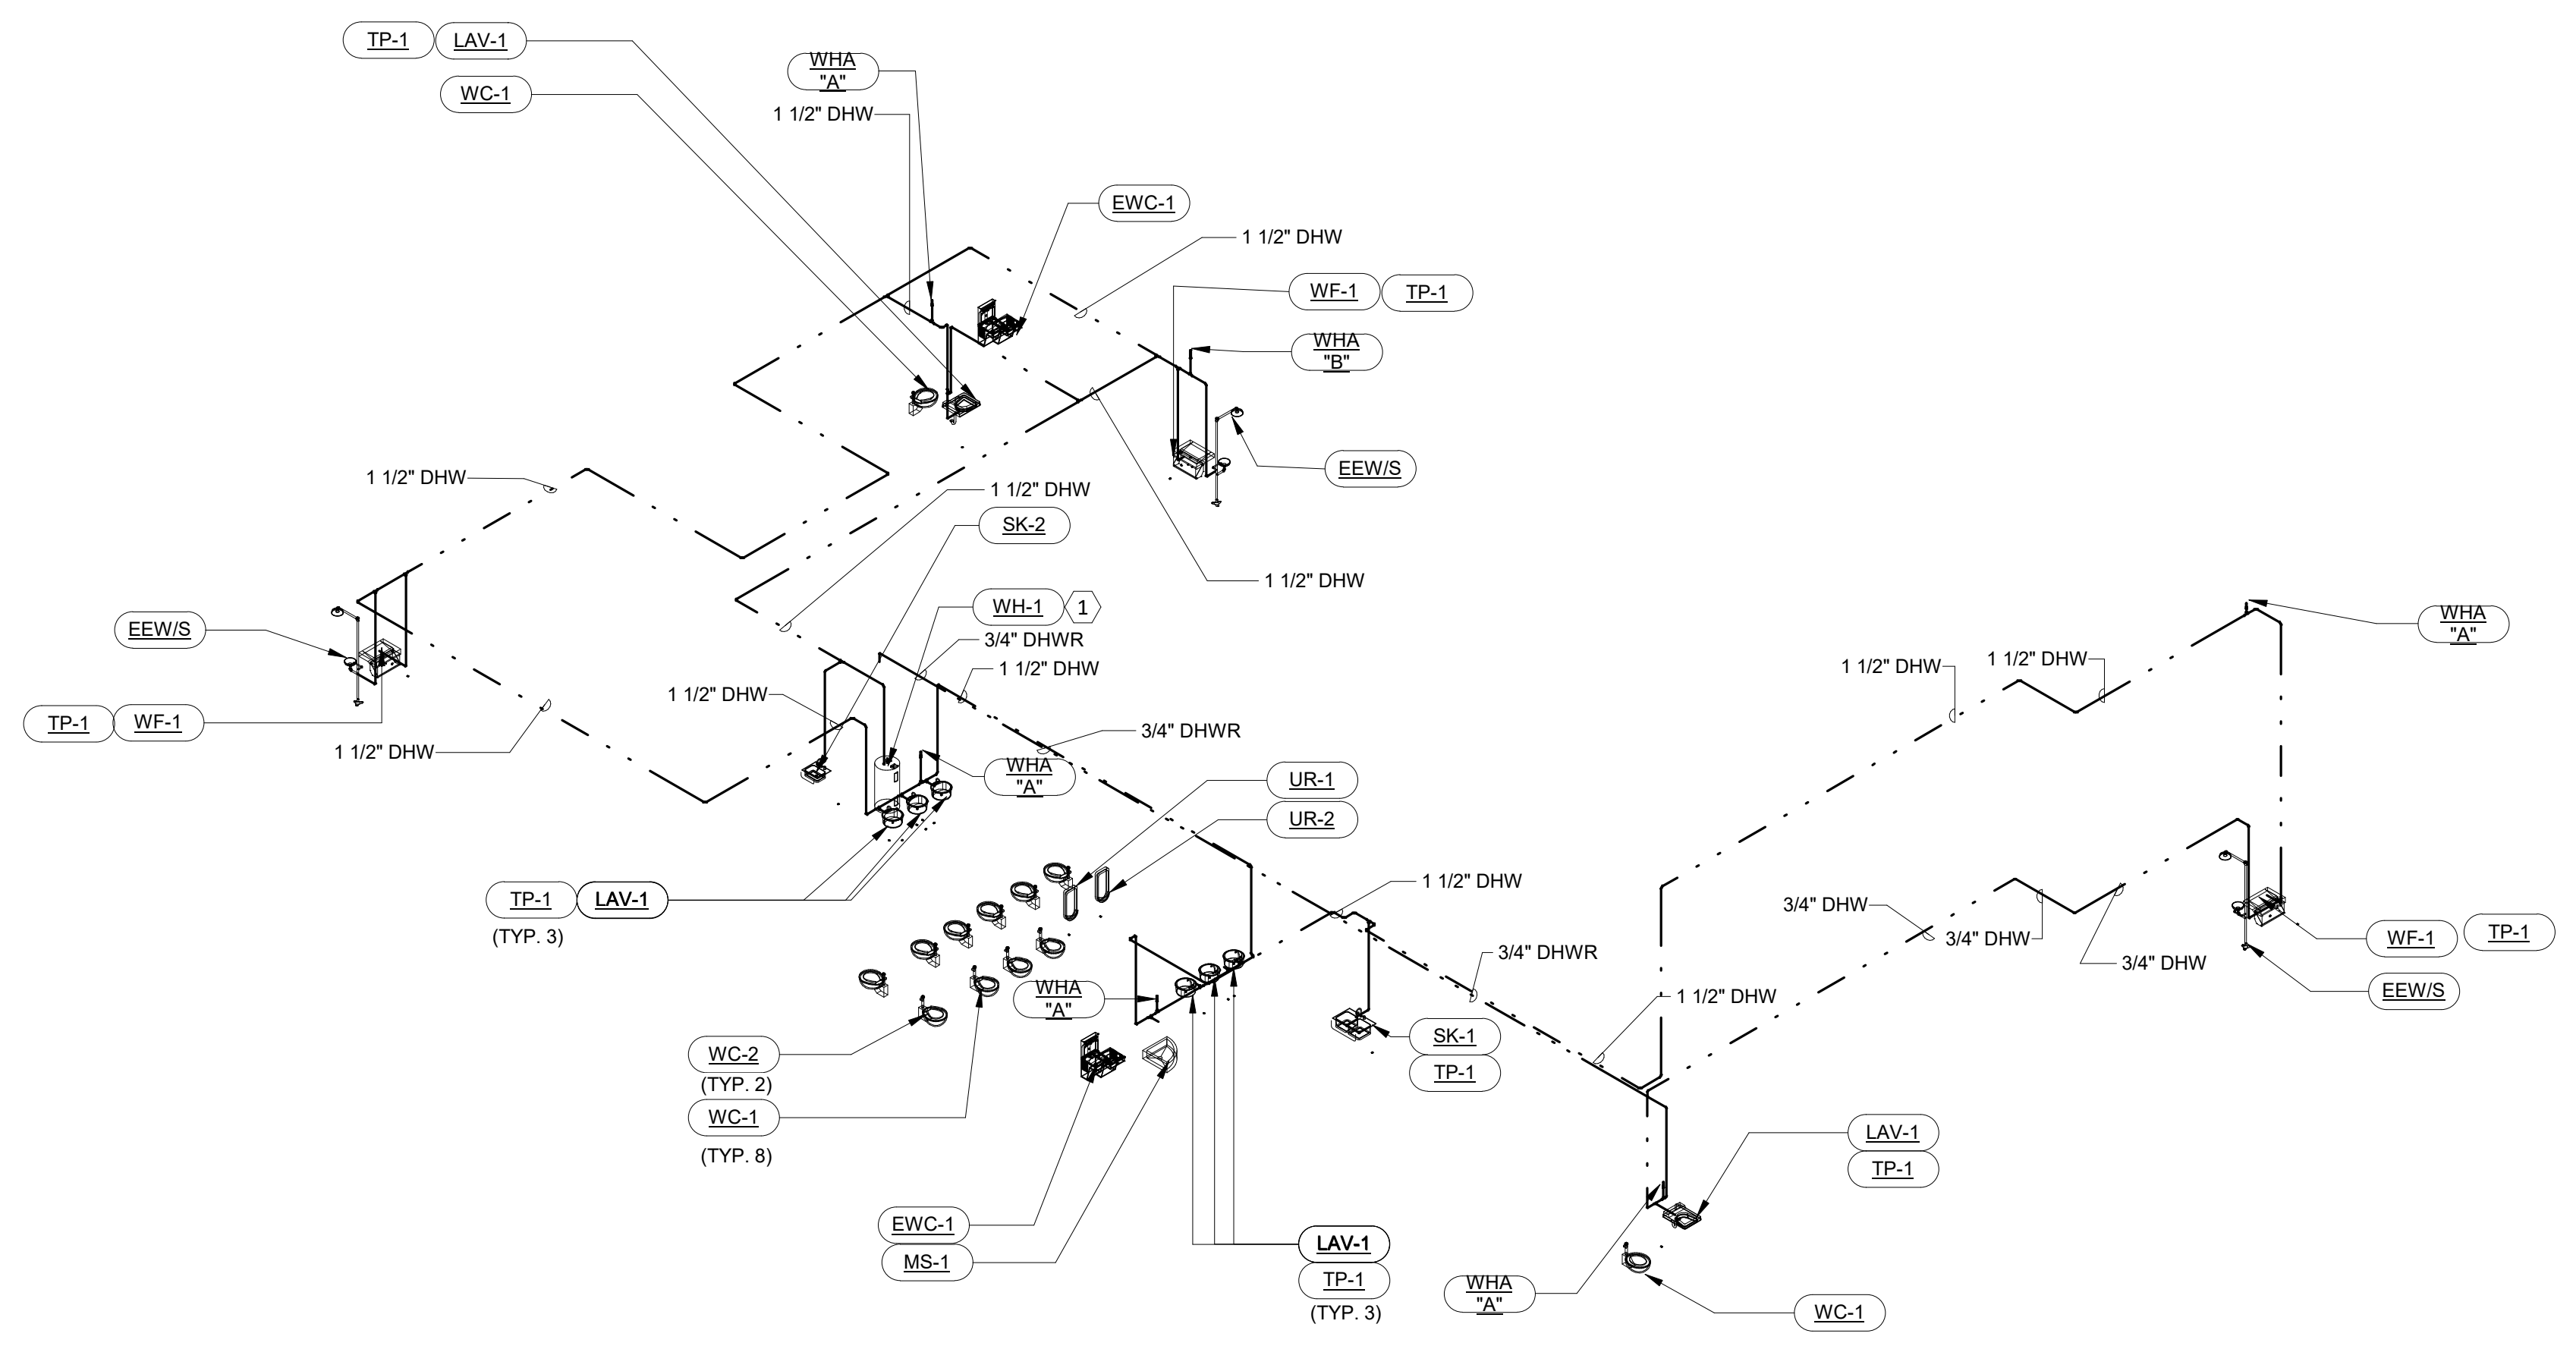 TP-1 LAV-1
WHA
"A"
WC-1
1 1/2" DHW
EWC-1
1 1/2" DHW
WF-1 TP-1
WHA
"B"
EEW/S
1 1/2" DHW
1 1/2" DHW
SK-2
1 1/2" DHW
WH-1 1
EEW/S
3/4" DHWR
WHA
"A"
1 1/2" DHW
1 1/2" DHW
1 1/2" DHW
1 1/2" DHW
TP-1 WF-1
3/4" DHWR
1 1/2" DHW
WHA
"A"
UR-1
UR-2
1 1/2" DHW
TP-1 LAV-1
(TYP. 3)
3/4" DHW
3/4" DHW
WF-1 TP-1
3/4" DHWR
3/4" DHW
EEW/S
WHA
"A"
1 1/2" DHW
SK-1
TP-1
WC-2
(TYP. 2)
WC-1
(TYP. 8)
LAV-1
TP-1
EWC-1
MS-1
LAV-1
TP-1
(TYP. 3)
WHA
"A"
WC-1